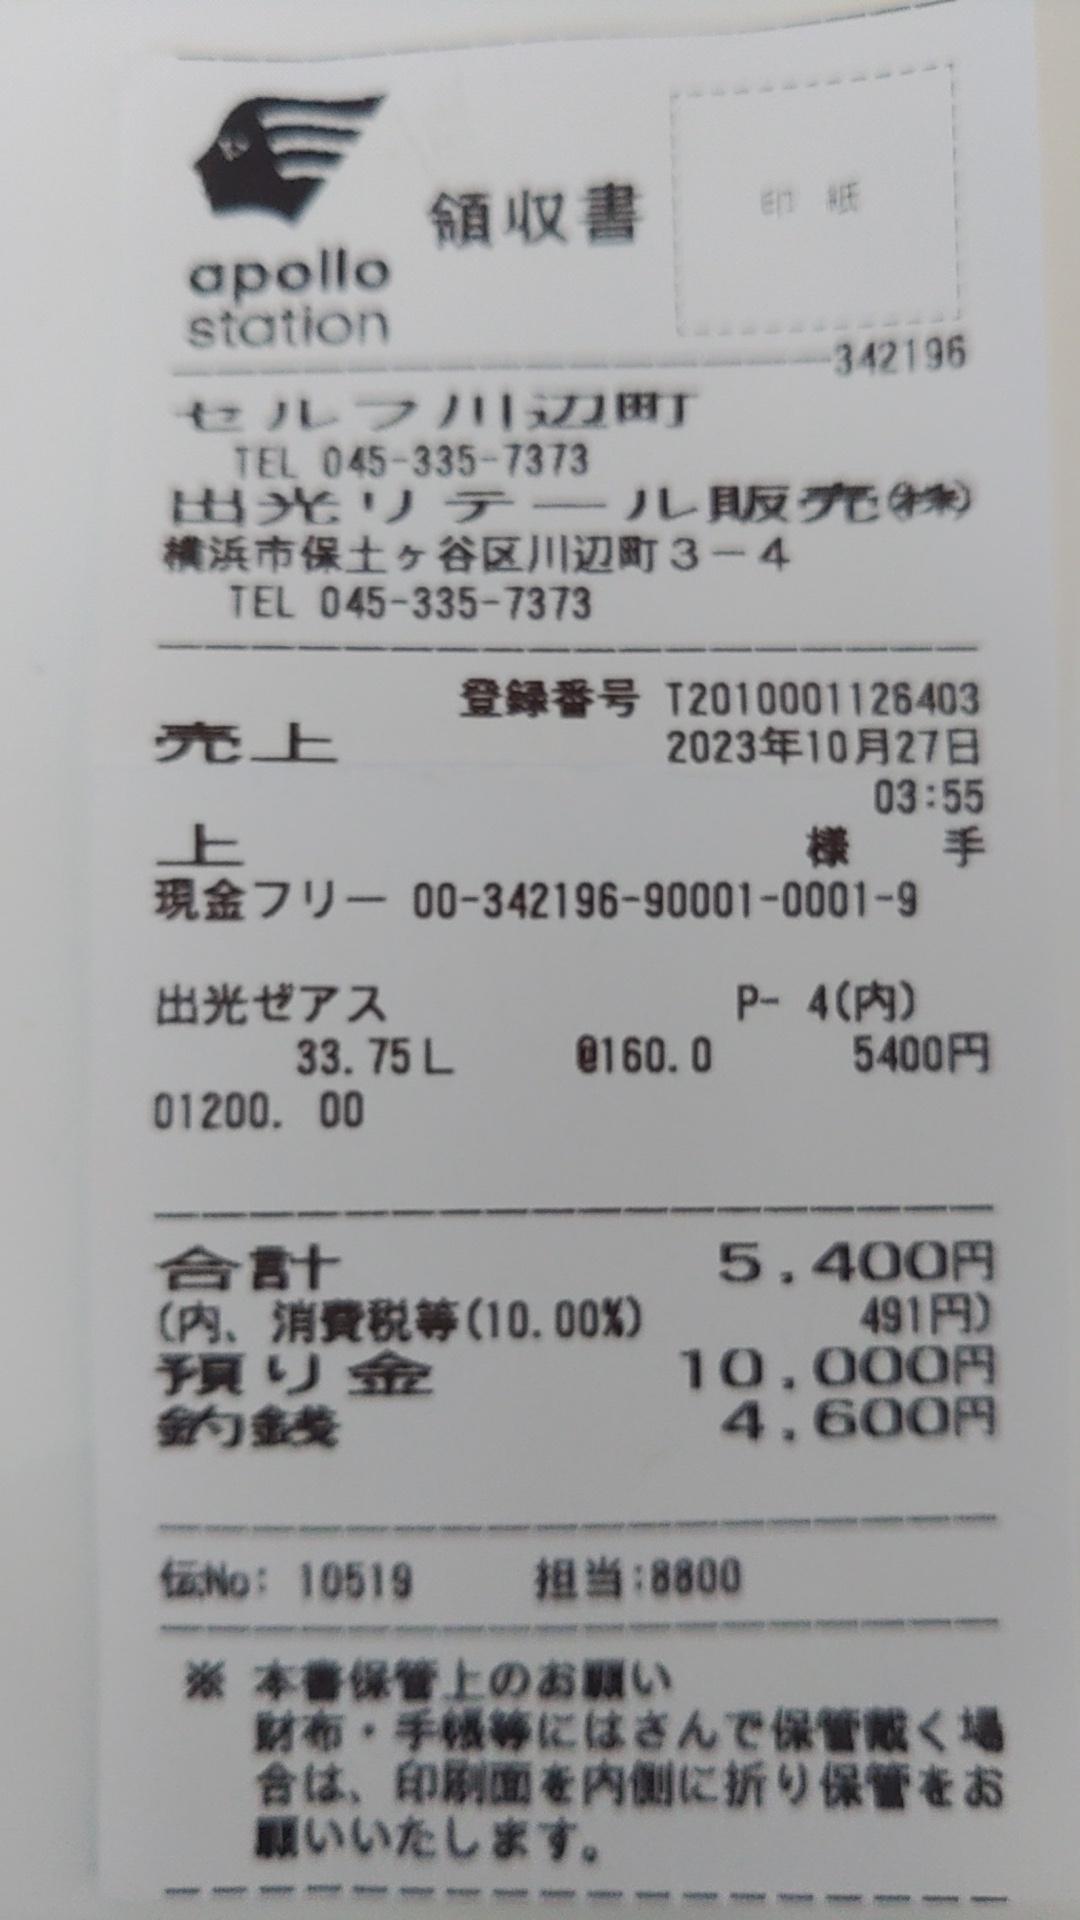 apollo
station
領収書
印 紙
342196
セルフ川辺町
TEL 045-335-7373
出光リテール販売㈱
横浜市保土ヶ谷区川辺町3-4
TEL 045-335-7373
登録番号 T2010001126403
売上 2023年10月27日
03:55
上 様 手
現金フリー 00-342196-90001-0001-9
出光ゼアス P- 4(内)
33.75L @160.0 5400円
01200. 00
合計 5,400円
(内、消費税等(10.00%) 491円)
預り金 10,000円
釣銭 4,600円
伝No: 10519 担当:8800
※ 本書保管上のお願い
財布・手帳等にはさんで保管戴く場
合は、印刷面を内側に折り保管をお
願いいたします。